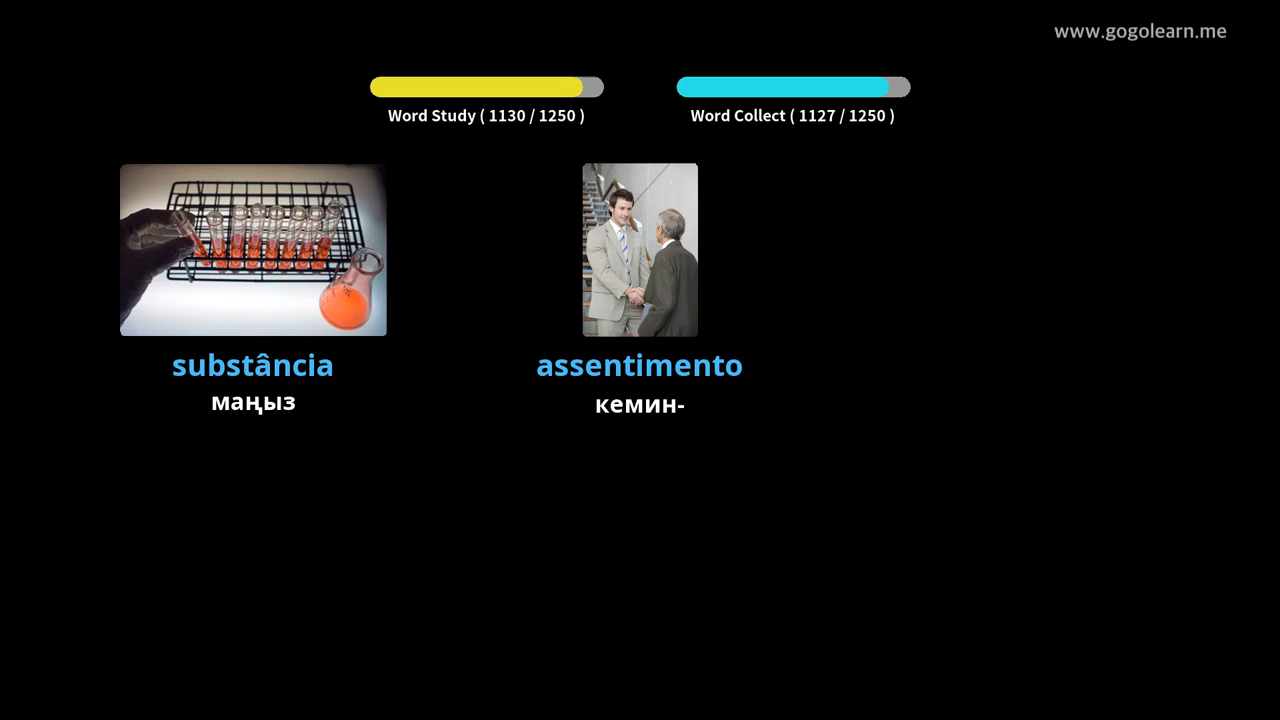 www.gogolearn.me
Word Study ( 1130 / 1250 )
Word Collect ( 1127 / 1250 )
substância
маңыз
assentimento
кемин-